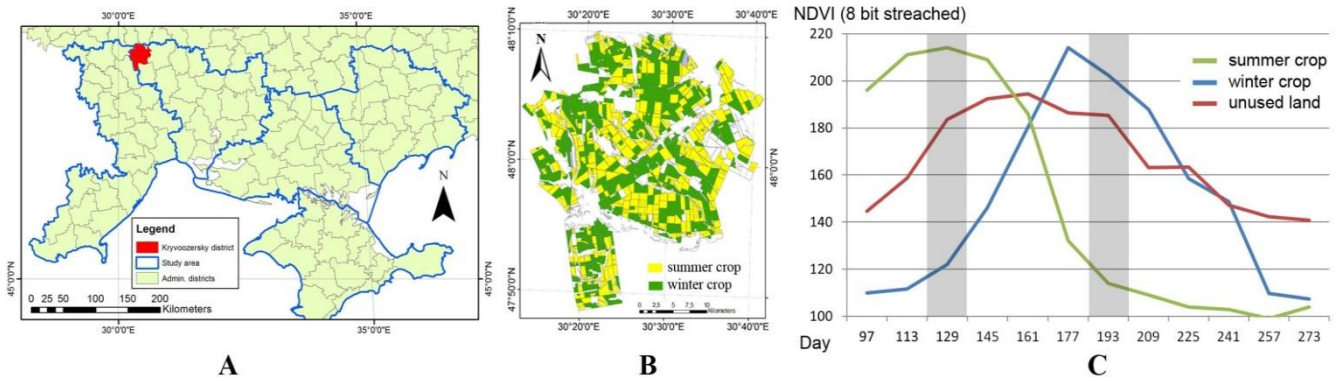 30°0'0"E 35°0'0"E
N
Legend
Kryvoozersky district
Study area
Admin. districts
0 25 50 100 150 200
Kilometers
45°0'0"N
45°0'0"N
30°0'0"E 35°0'0"E
A
30°20'0"E 30°30'0"E 30°40'0"E
48°10'0"N
N
48°0'0"N
48°0'0"N
47°50'0"N
summer crop
winter crop
Kilometers
30°20'0"E 30°30'0"E 30°40'0"E
B
NDVI (8 bit streached)
220
200
180
160
140
120
100
summer crop
winter crop
unused land
Day 97 113 129 145 161 177 193 209 225 241 257 273
C